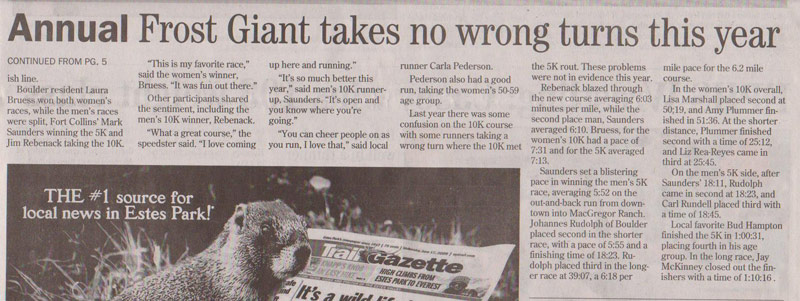 Annual Frost Giant takes no wrong turns this year
CONTINUED FROM PG. 5
ish line.
Boulder resident Laura
Bruess won both women's
races, while the men's races
were split, Fort Collins' Mark
Saunders winning the 5K and
Jim Rebenack taking the 10K.
"This is my favorite race,"
said the women's winner,
Bruess. "It was fun out there."
Other participants shared
the sentiment, including the
men's 10K winner, Rebenack.
"What a great course," the
speedster said. "I love coming
up here and running."
"It's so much better this
year," said men's 10K runner-
up, Saunders. "It's open and
you know where you're
going."
"You can cheer people on as
you run, I love that," said local
runner Carla Pederson.
Pederson also had a good
run, taking the women's 50-59
age group.
Last year there was some
confusion on the 10K course
with some runners taking a
wrong turn where the 10K met
the 5K rout. These problems
were not in evidence this year.
Rebenack blazed through
the new course averaging 6:03
minutes per mile, while the
second place man, Saunders
averaged 6:10. Bruess, for the
women's 10K had a pace of
7:31 and for the 5K averaged
7:13.
Saunders set a blistering
pace in winning the men's 5K
race, averaging 5:52 on the
out-and-back run from down-
town into MacGregor Ranch.
Johannes Rudolph of Boulder
placed second in the shorter
race, with a pace of 5:55 and a
finishing time of 18:23. Ru-
dolph placed third in the long-
er race at 39:07, a 6:18 per
mile pace for the 6.2 mile
course.
In the women's 10K overall,
Lisa Marshall placed second at
50:19, and Amy Plummer fin-
ished in 51:36. At the shorter
distance, Plummer finished
second with a time of 25:12,
and Liz Rea-Reyes came in
third at 25:45.
On the men's 5K side, after
Saunders' 18:11, Rudolph
came in second at 18:23, and
Carl Rundell placed third with
a time of 18:45.
Local favorite Bud Hampton
finished the 5K in 1:00:31,
placing fourth in his age
group. In the long race, Jay
McKinney closed out the fin-
ishers with a time of 1:10:16.
THE #1 source for
local news in Estes Park!
Trail Gazette
HIGH CLIMBS FROM
ESTES PARK TO EVEREST
It's a wild